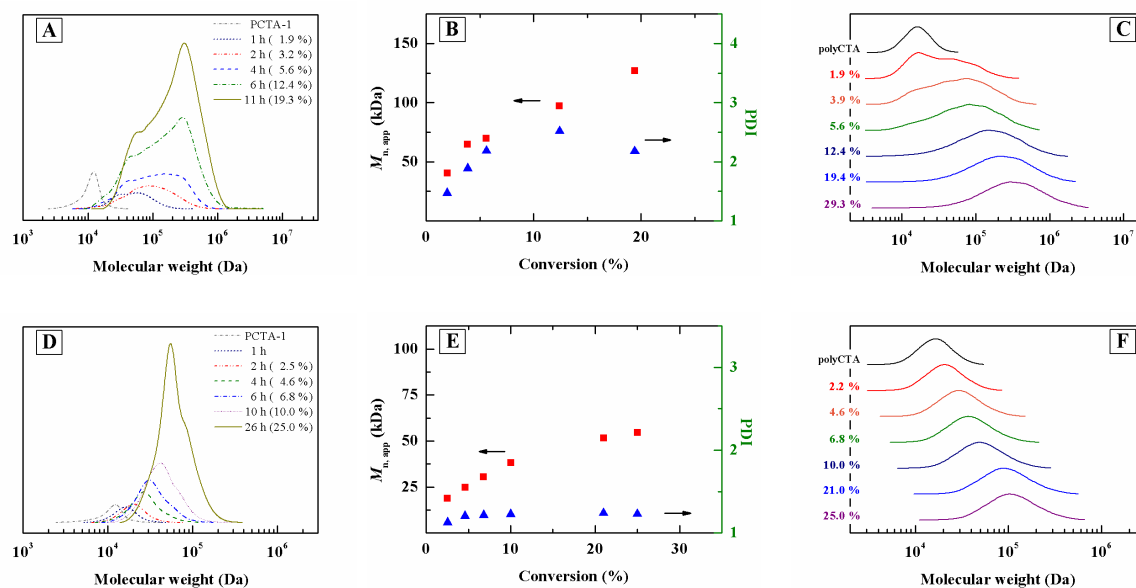 A
PCTA-1
1 h ( 1.9 %)
2 h ( 3.2 %)
4 h ( 5.6 %)
6 h (12.4 %)
11 h (19.3 %)
10³ 10⁴ 10⁵ 10⁶ 10⁷
Molecular weight (Da)
B
150
100
50
Mn, app (kDa)
4
3
2
1
PDI
0 10 20
Conversion (%)
C
polyCTA
1.9 %
3.9 %
5.6 %
12.4 %
19.4 %
29.3 %
10⁴ 10⁵ 10⁶ 10⁷
Molecular weight (Da)
D
PCTA-1
1 h
2 h ( 2.5 %)
4 h ( 4.6 %)
6 h ( 6.8 %)
10 h (10.0 %)
26 h (25.0 %)
10³ 10⁴ 10⁵ 10⁶
Molecular weight (Da)
E
100
75
50
25
Mn, app (kDa)
3
2
1
PDI
0 10 20 30
Conversion (%)
F
polyCTA
2.2 %
4.6 %
6.8 %
10.0 %
21.0 %
25.0 %
10⁴ 10⁵ 10⁶
Molecular weight (Da)